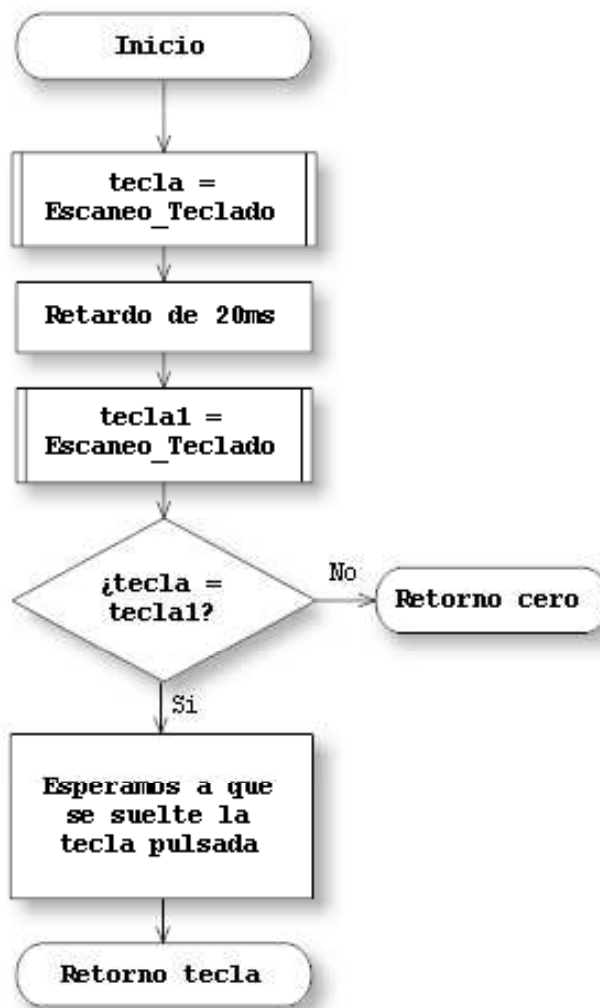 Inicio
tecla =
Escaneo_Teclado
Retardo de 20ms
tecla1 =
Escaneo_Teclado
¿tecla =
tecla1?
No
Retorno cero
Si
Esperamos a que
se suelte la
tecla pulsada
Retorno tecla